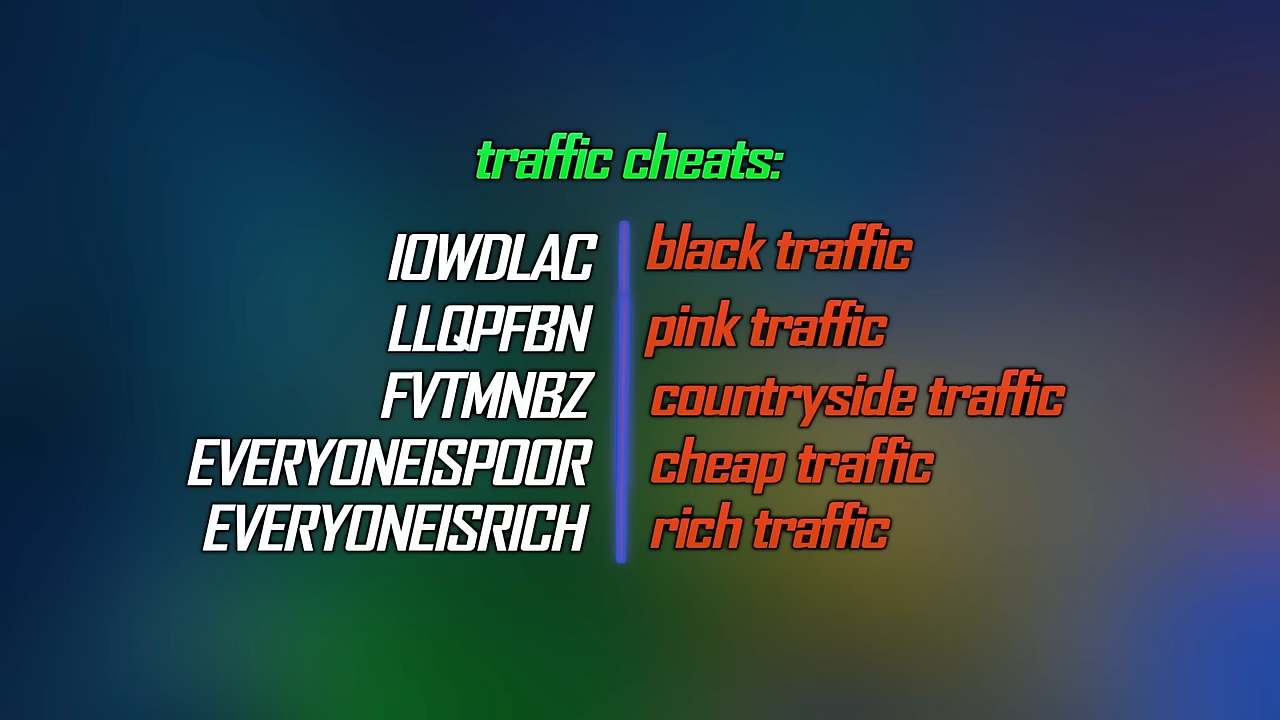 traffic cheats:
IOWDLAC black traffic
LLQPFBN pink traffic
FVTMNBZ countryside traffic
EVERYONEISPOOR cheap traffic
EVERYONEISRICH rich traffic